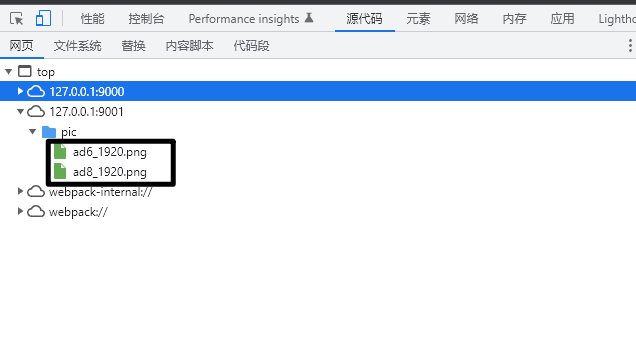 性能 控制台 Performance insights 源代码 元素 网络 内存 应用 Lightho
网页 文件系统 替换 内容脚本 代码段
top
127.0.0.1:9000
127.0.0.1:9001
pic
ad6_1920.png
ad8_1920.png
webpack-internal://
webpack://